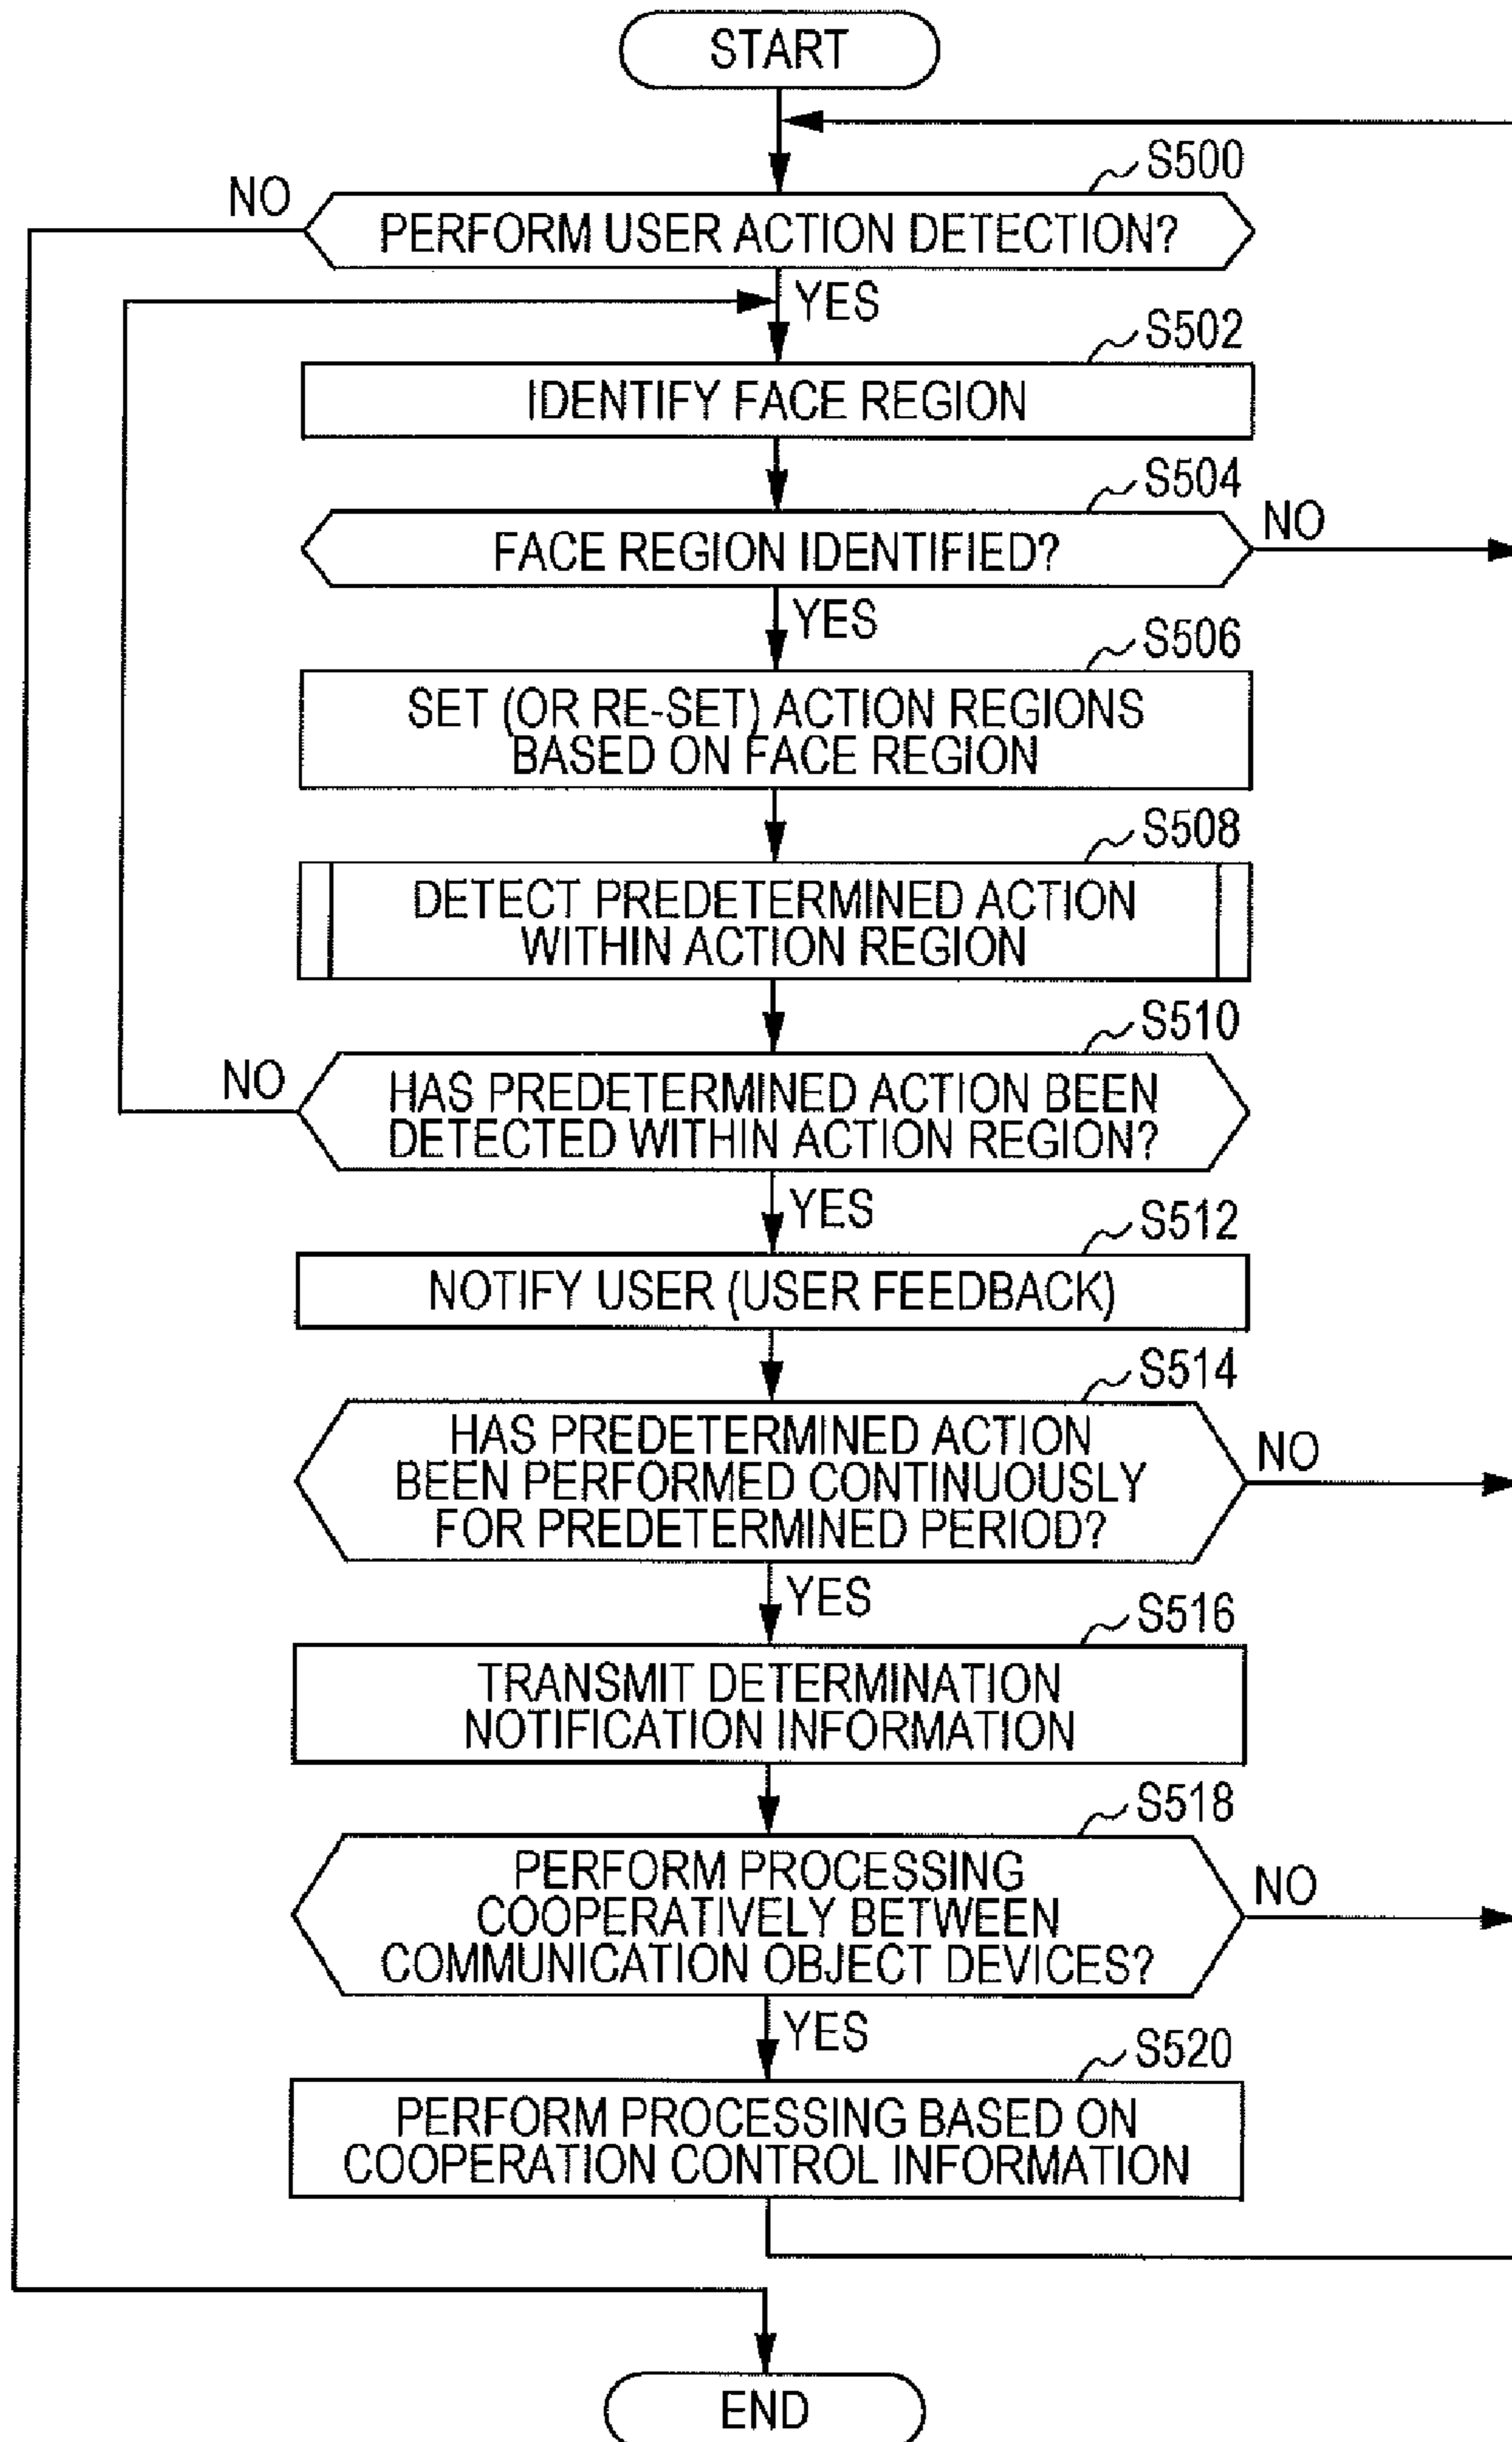 START
S500
NO
PERFORM USER ACTION DETECTION?
YES
S502
IDENTIFY FACE REGION
S504
FACE REGION IDENTIFIED?
NO
YES
S506
SET (OR RE-SET) ACTION REGIONS
BASED ON FACE REGION
S508
DETECT PREDETERMINED ACTION
WITHIN ACTION REGION
S510
NO
HAS PREDETERMINED ACTION BEEN
DETECTED WITHIN ACTION REGION?
YES
S512
NOTIFY USER (USER FEEDBACK)
S514
HAS PREDETERMINED ACTION
BEEN PERFORMED CONTINUOUSLY
FOR PREDETERMINED PERIOD?
NO
YES
S516
TRANSMIT DETERMINATION
NOTIFICATION INFORMATION
S518
PERFORM PROCESSING
COOPERATIVELY BETWEEN
COMMUNICATION OBJECT DEVICES?
NO
YES
S520
PERFORM PROCESSING BASED ON
COOPERATION CONTROL INFORMATION
END